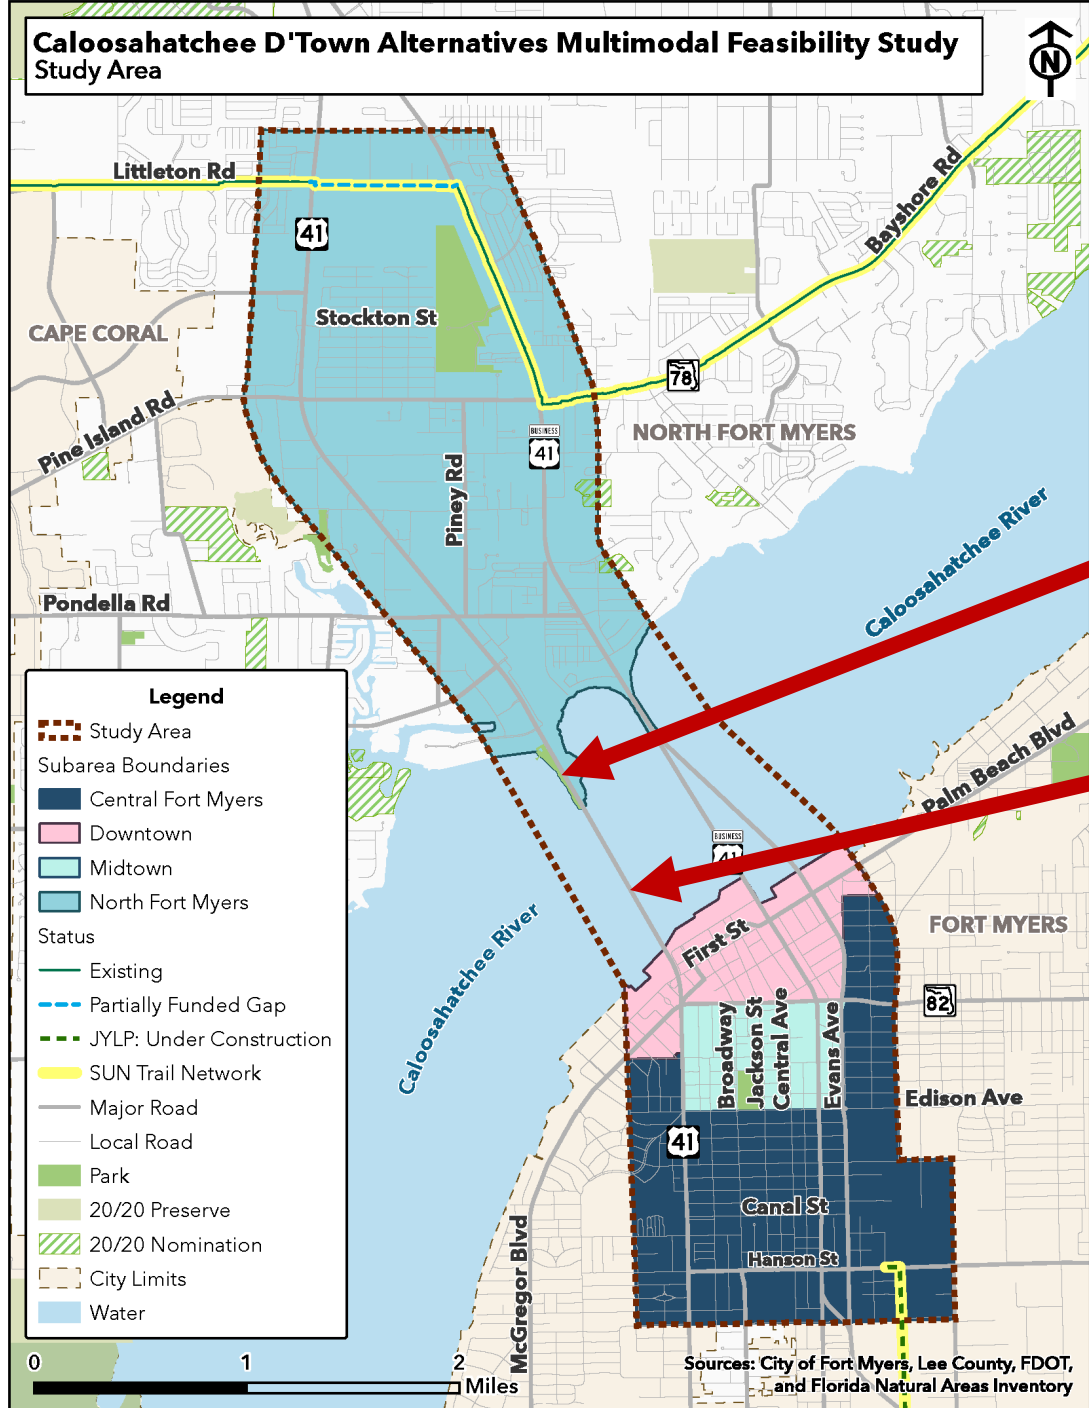 Caloosahatchee D'Town Alternatives Multimodal Feasibility Study
Study Area
N
Littleton Rd
41
Bayshore Rd
Stockton St
CAPE CORAL
78
Pine Island Rd
NORTH FORT MYERS
BUSINESS
41
Piney Rd
Caloosahatchee River
Pondella Rd
Legend
Study Area
Subarea Boundaries
Central Fort Myers
Downtown
Midtown
North Fort Myers
Status
Existing
Partially Funded Gap
JYLP: Under Construction
SUN Trail Network
Major Road
Local Road
Park
20/20 Preserve
20/20 Nomination
City Limits
Water
Palm Beach Blvd
BUSINESS
41
First St
FORT MYERS
Caloosahatchee River
82
Broadway
Jackson St
Central Ave
Evans Ave
Edison Ave
41
Canal St
Hanson St
McGregor Blvd
0 1 2
Miles
Sources: City of Fort Myers, Lee County, FDOT,
and Florida Natural Areas Inventory